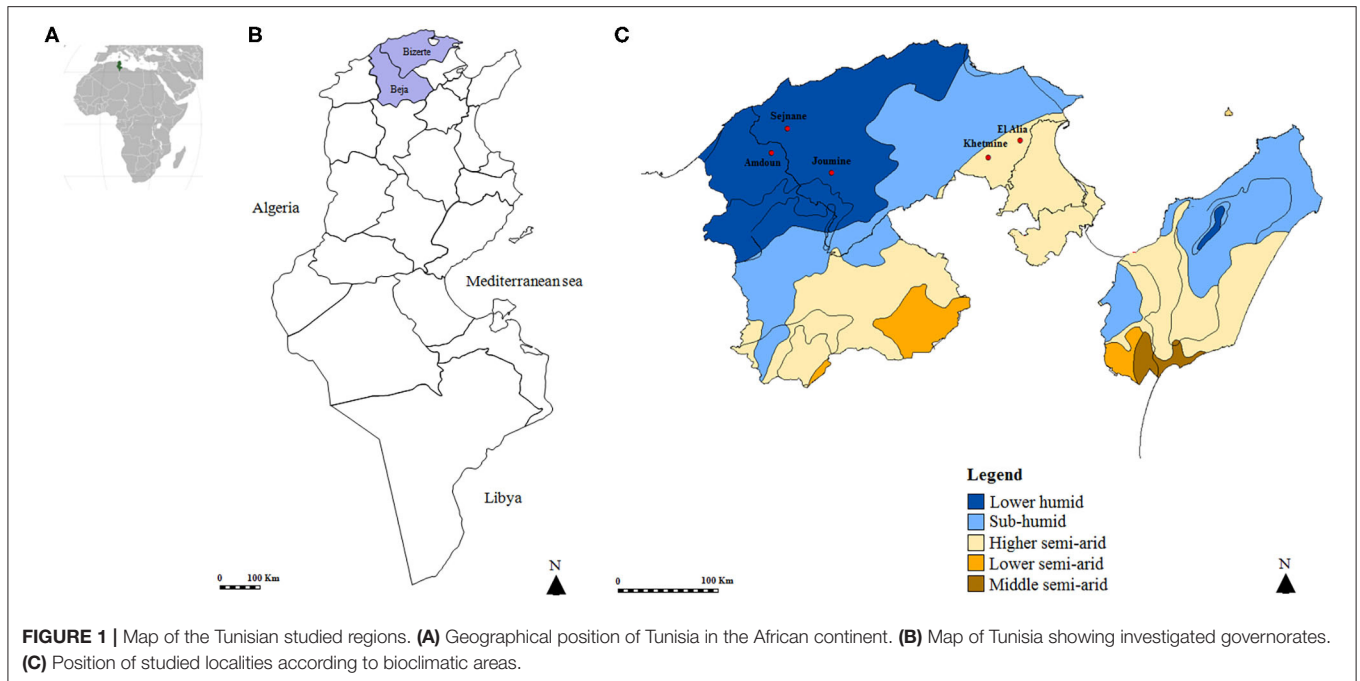 A
B
C
Bizerte
Beja
Algeria
Mediterranean sea
Libya
0 100 Km
N
Sejnane
El Alia
Khetmine
Amdoun
Joumine
Legend
Lower humid
Sub-humid
Higher semi-arid
Lower semi-arid
Middle semi-arid
0 100 Km
N
FIGURE 1 | Map of the Tunisian studied regions. (A) Geographical position of Tunisia in the African continent. (B) Map of Tunisia showing investigated governorates.
(C) Position of studied localities according to bioclimatic areas.